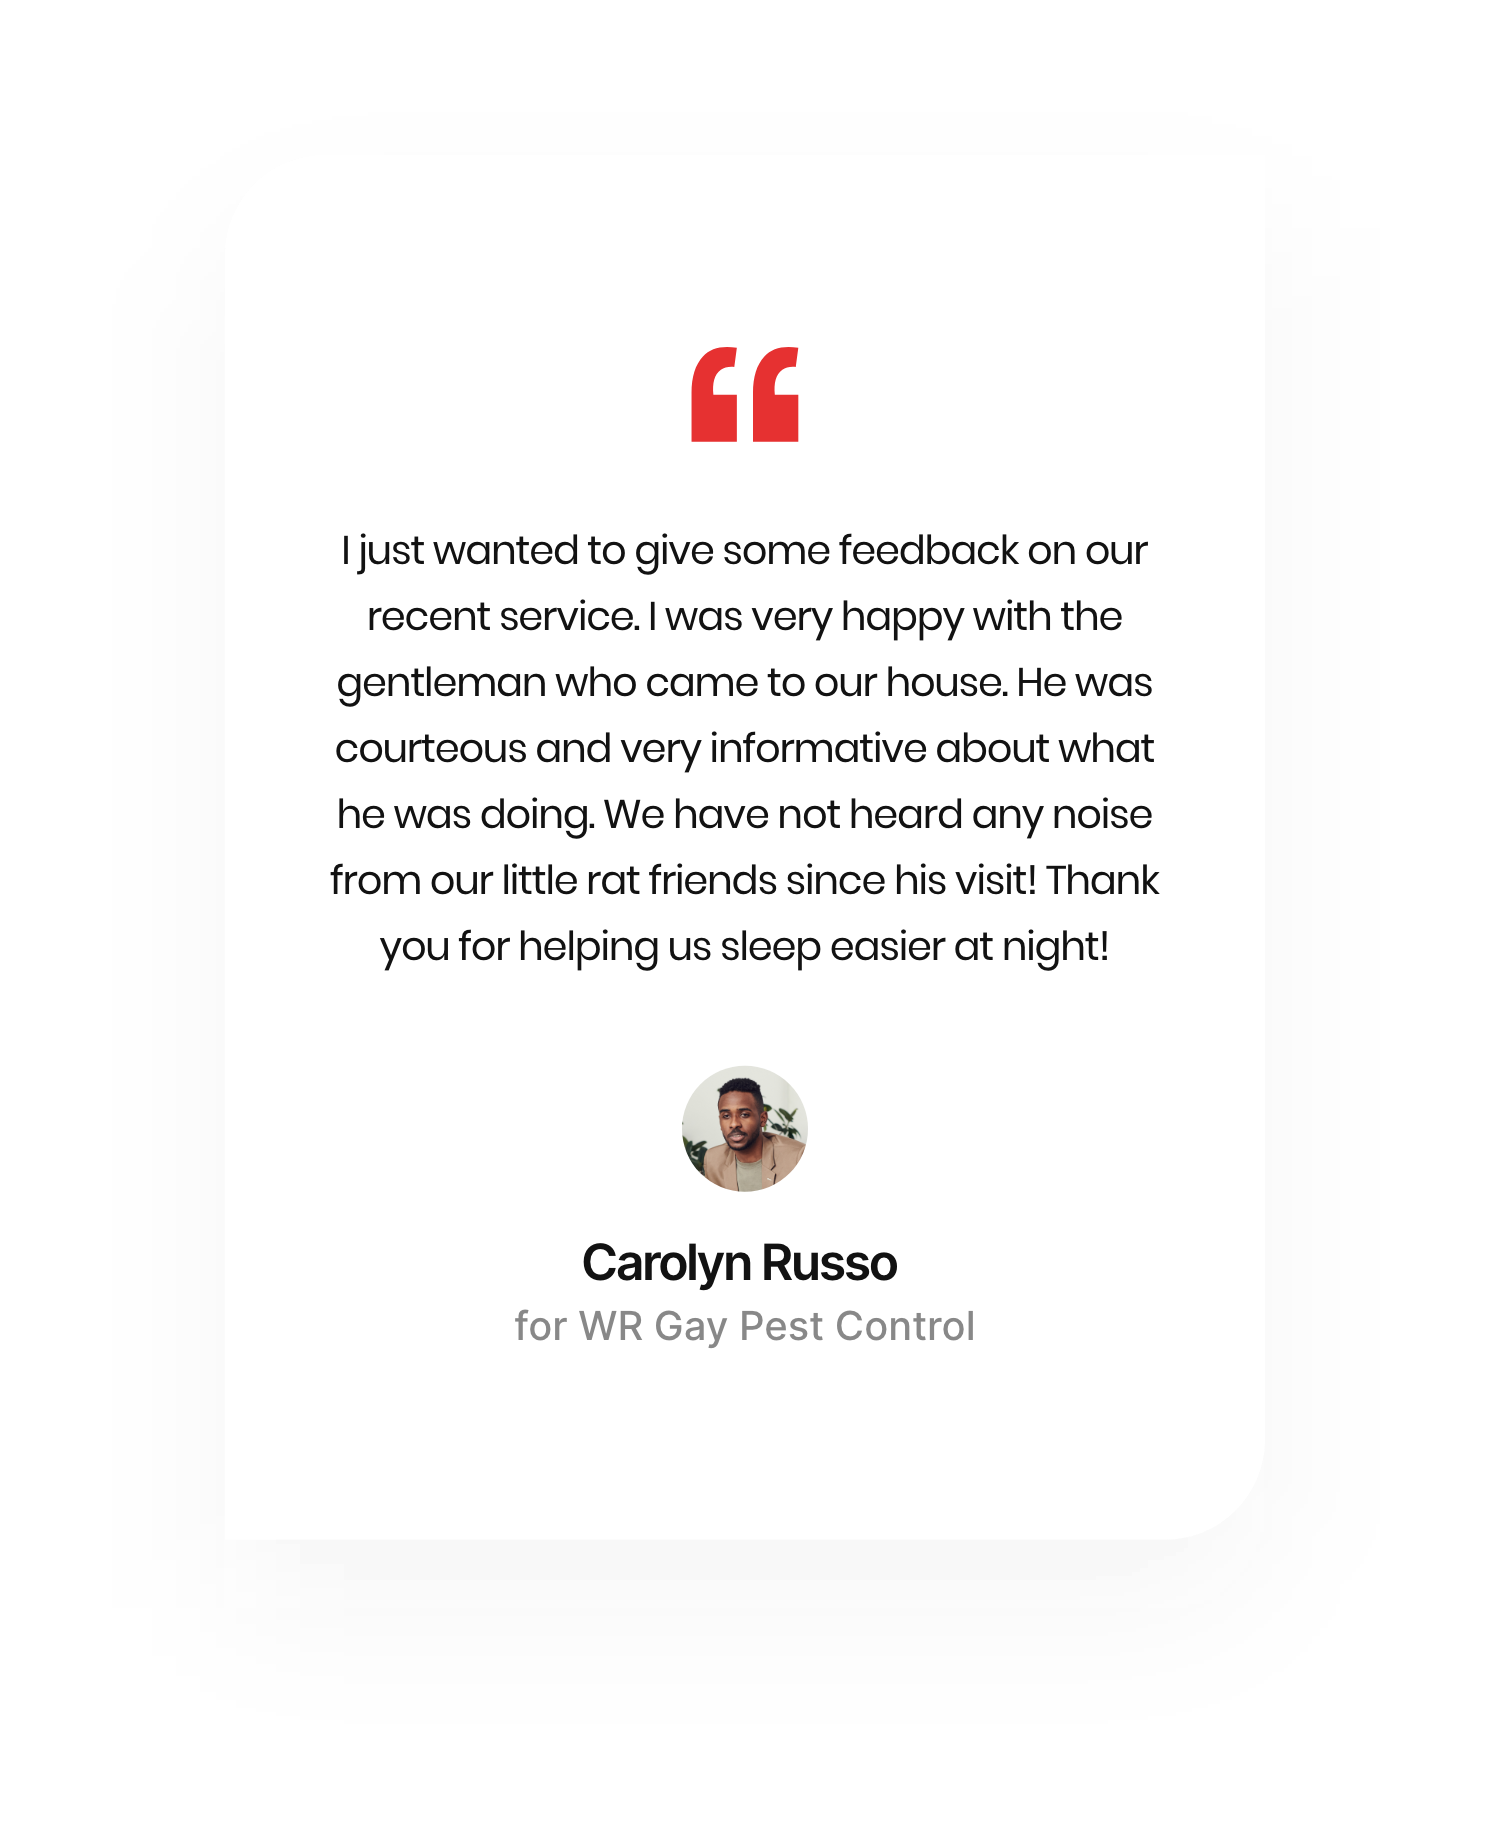 “
I just wanted to give some feedback on our
recent service. I was very happy with the
gentleman who came to our house. He was
courteous and very informative about what
he was doing. We have not heard any noise
from our little rat friends since his visit! Thank
you for helping us sleep easier at night!
Carolyn Russo
for WR Gay Pest Control